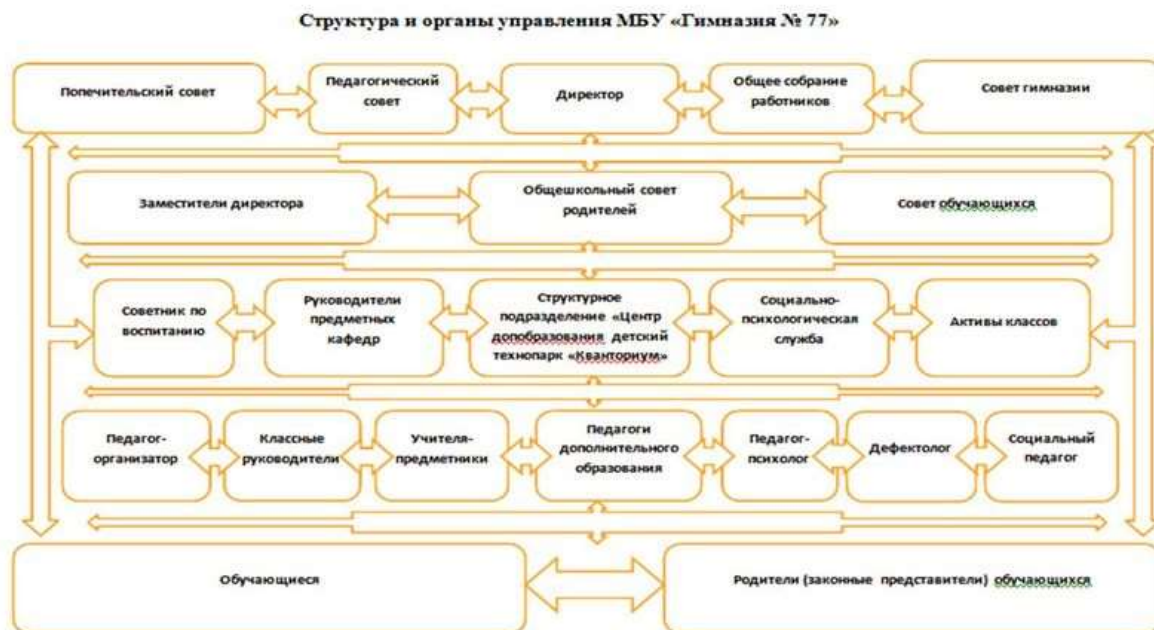 Структура и органы управления МБУ «Гимназия № 77»
Попечительский совет
Педагогический
совет
Директор
Общее собрание
работников
Совет гимназии
Заместители директора
Общешкольный совет
родителей
Совет обучающихся
Советник по
воспитанию
Руководители
предметных
кафедр
Структурное
подразделение «Центр
допобразования детский
технопарк «Кванториум»
Социально-
психологическая
служба
Активы классов
Педагог-
организатор
Классные
руководители
Учителя-
предметники
Педагоги
дополнительного
образования
Педагог-
психолог
Дефектолог
Социальный
педагог
Обучающиеся
Родители (законные представители) обучающихся